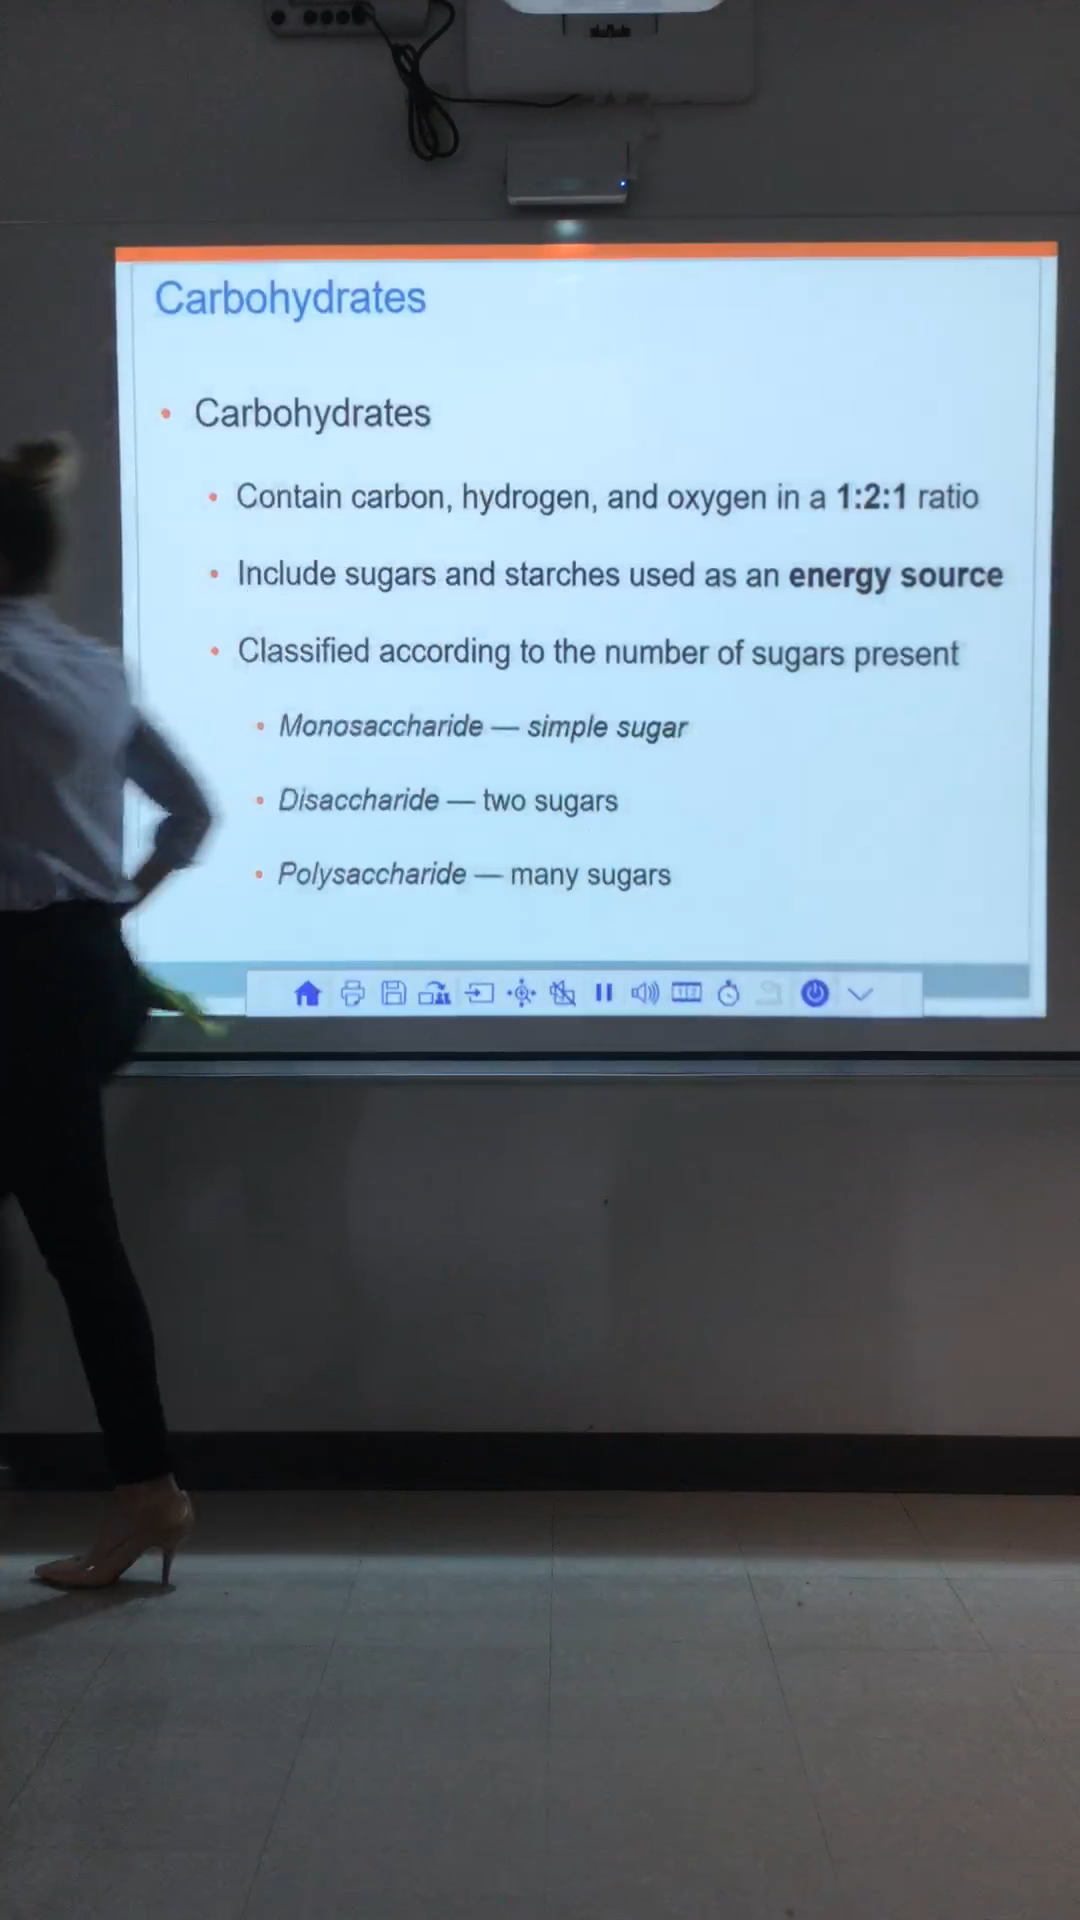 Carbohydrates
• Carbohydrates
• Contain carbon, hydrogen, and oxygen in a 1:2:1 ratio
• Include sugars and starches used as an energy source
• Classified according to the number of sugars present
• Monosaccharide — simple sugar
• Disaccharide — two sugars
• Polysaccharide — many sugars